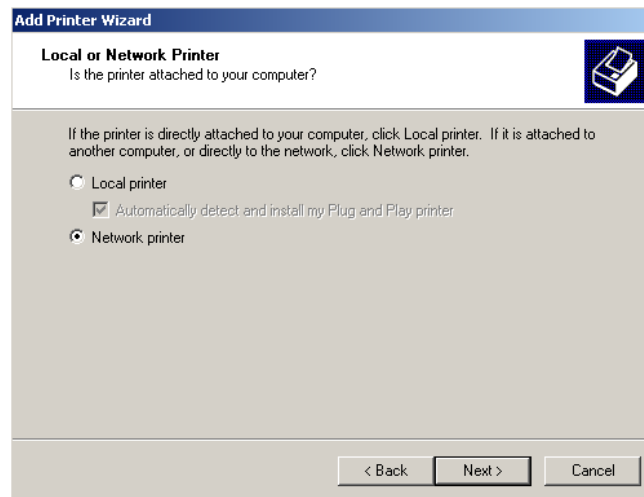 Add Printer Wizard
Local or Network Printer
Is the printer attached to your computer?
If the printer is directly attached to your computer, click Local printer. If it is attached to
another computer, or directly to the network, click Network printer.
Local printer
Automatically detect and install my Plug and Play printer
Network printer
< Back Next > Cancel